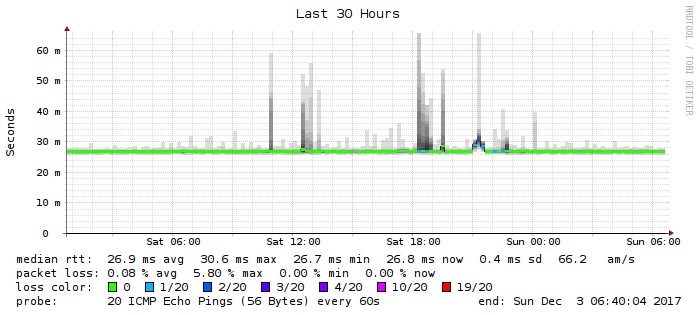 Last 30 Hours
RRDTOOL / TOBI OETIKER
Seconds
60 m
50 m
40 m
30 m
20 m
10 m
0
Sat 06:00 Sat 12:00 Sat 18:00 Sun 00:00 Sun 06:00
median rtt: 26.9 ms avg 30.6 ms max 26.7 ms min 26.8 ms now 0.4 ms sd 66.2 am/s
packet loss: 0.08 % avg 5.80 % max 0.00 % min 0.00 % now
loss color: 0 1/20 2/20 3/20 4/20 10/20 19/20
probe: 20 ICMP Echo Pings (56 Bytes) every 60s end: Sun Dec 3 06:40:04 2017